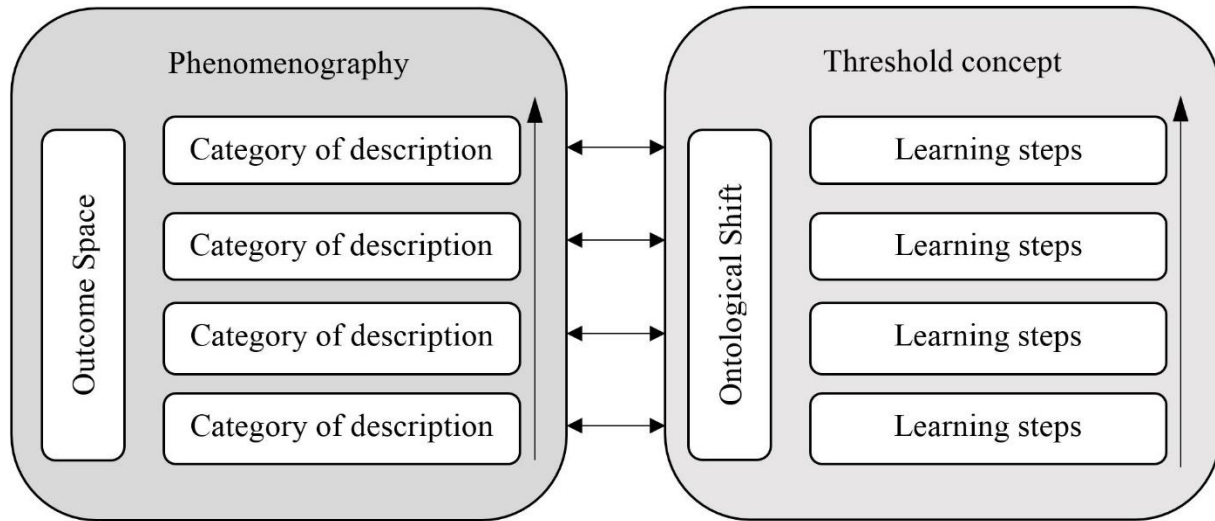 Phenomenography
Outcome Space
Category of description
Category of description
Category of description
Category of description
Threshold concept
Ontological Shift
Learning steps
Learning steps
Learning steps
Learning steps